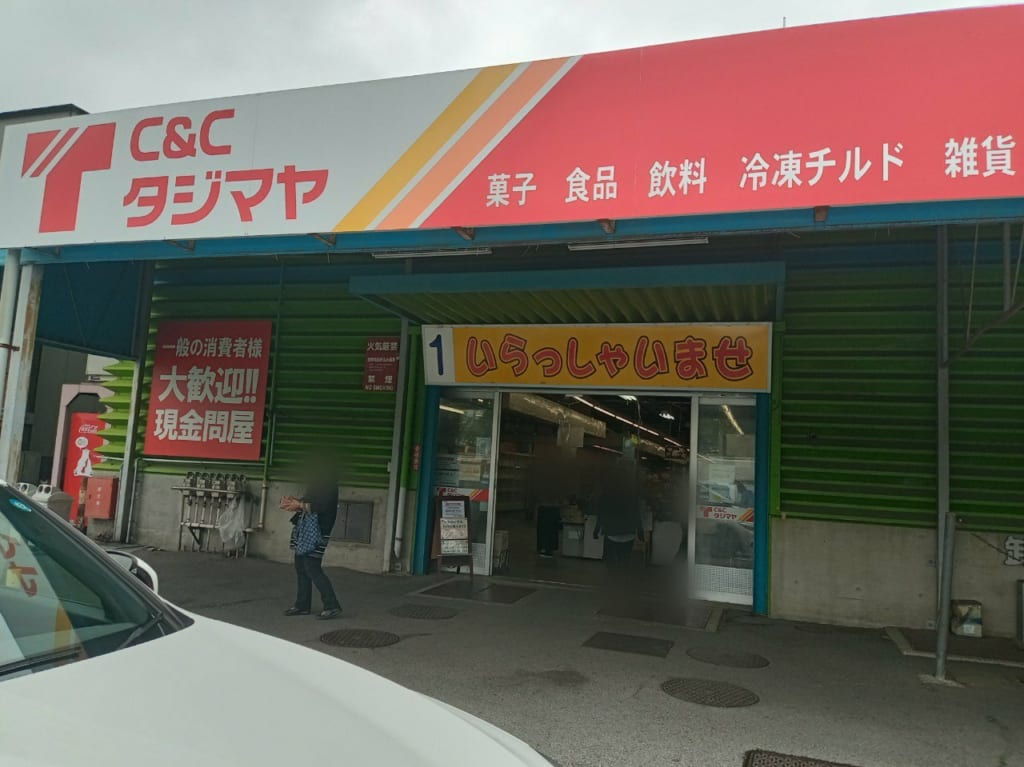 C&C
タジマヤ
菓子 食品 飲料 冷凍チルド 雑貨
一般の消費者様
大歓迎!!
現金問屋
火気厳禁
禁煙
NO SMOKING
1 いらっしゃいませ
C&C
タジマヤ